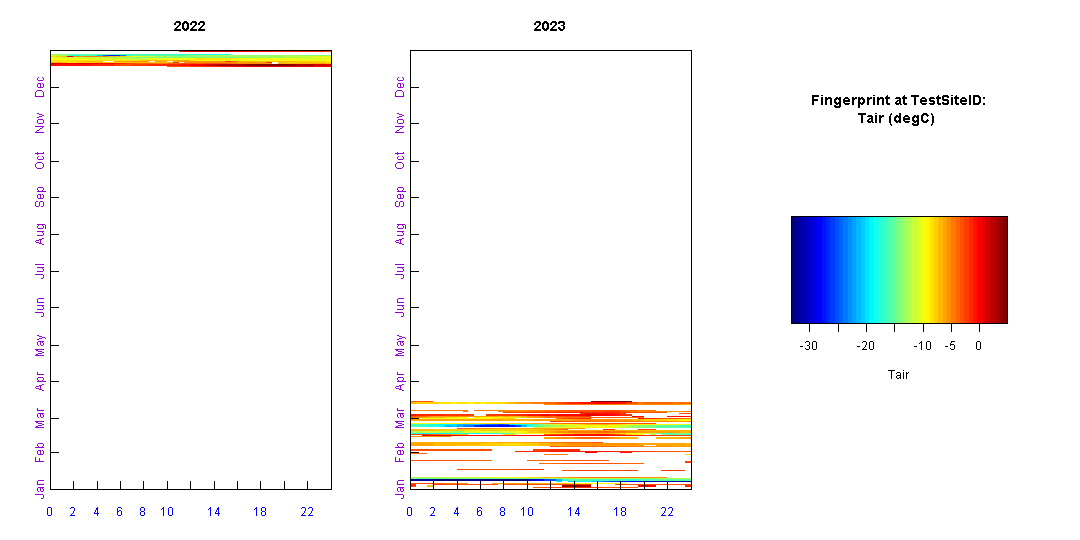 2022
2023
Dec
Nov
Oct
Sep
Aug
Jul
Jun
May
Apr
Mar
Feb
Jan
0 2 4 6 8 10 14 18 22
Dec
Nov
Oct
Sep
Aug
Jul
Jun
May
Apr
Mar
Feb
Jan
0 2 4 6 8 10 14 18 22
Fingerprint at TestSiteID:
Tair (degC)
-30 -20 -10 -5 0
Tair